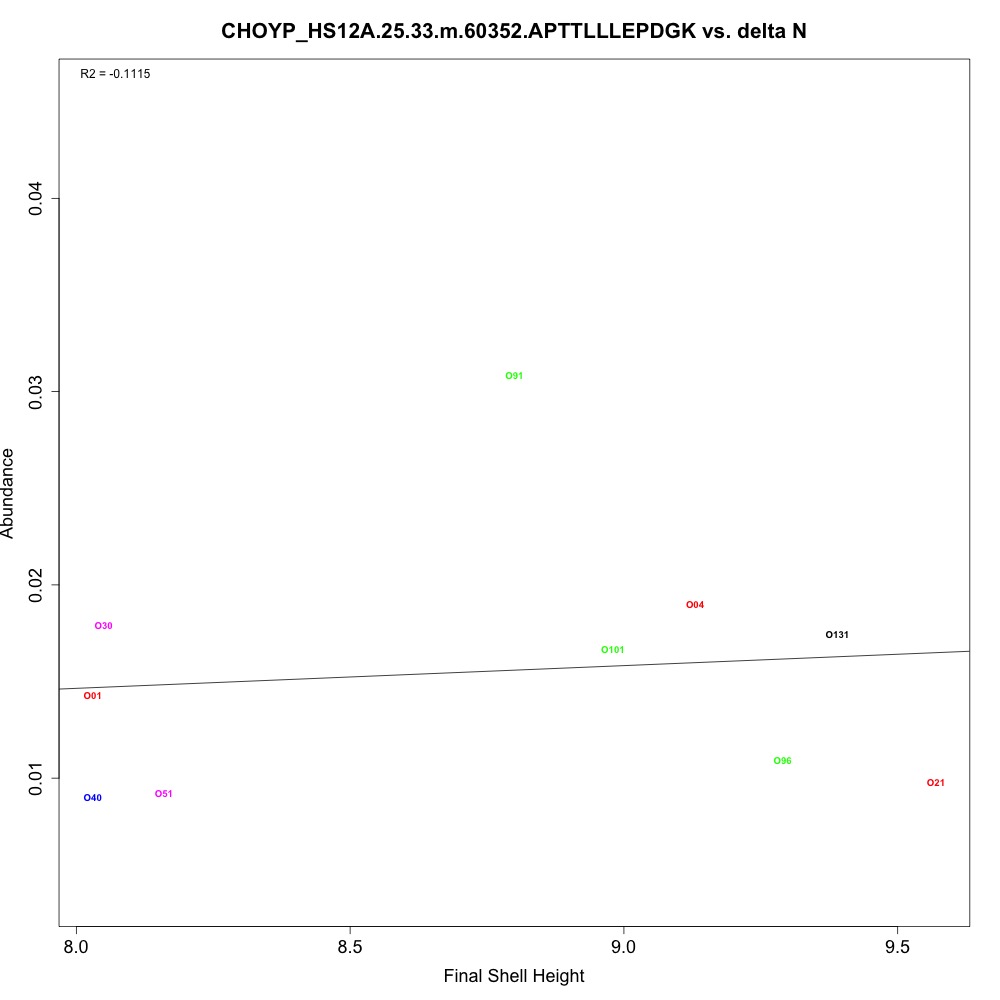 CHOYP_HS12A.25.33.m.60352.APTTLLLEPDGK vs. delta N
R2 = -0.1115
0.04
0.03
0.02
0.01
Abundance
O91
O04
O30
O131
O101
O01
O96
O21
O51
O40
8.0 8.5 9.0 9.5
Final Shell Height